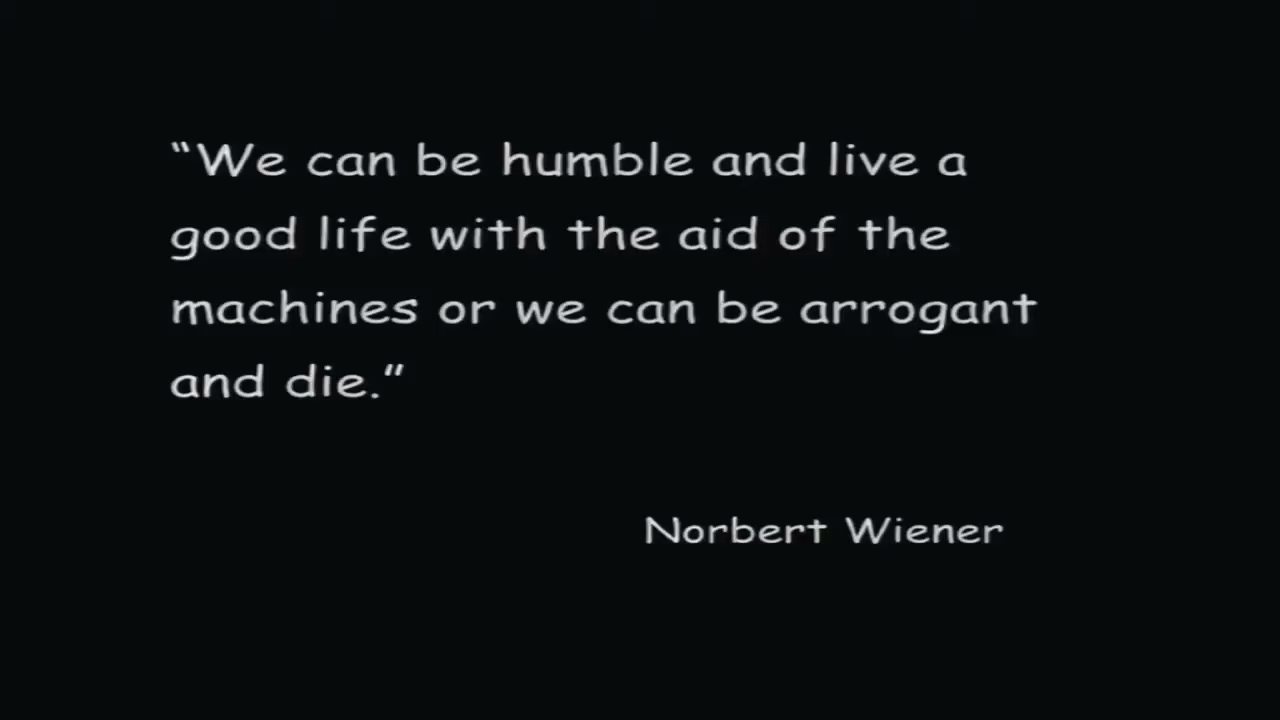 “We can be humble and live a
good life with the aid of the
machines or we can be arrogant
and die.”
Norbert Wiener